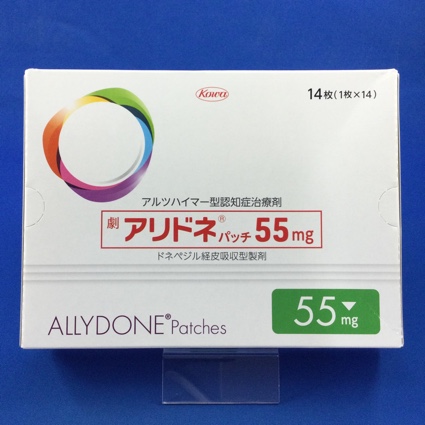 Kowa
14枚(1枚×14)
アルツハイマー型認知症治療剤
劇 アリドネ®パッチ 55mg
ドネペジル経皮吸収型製剤
ALLYDONE®Patches
55mg